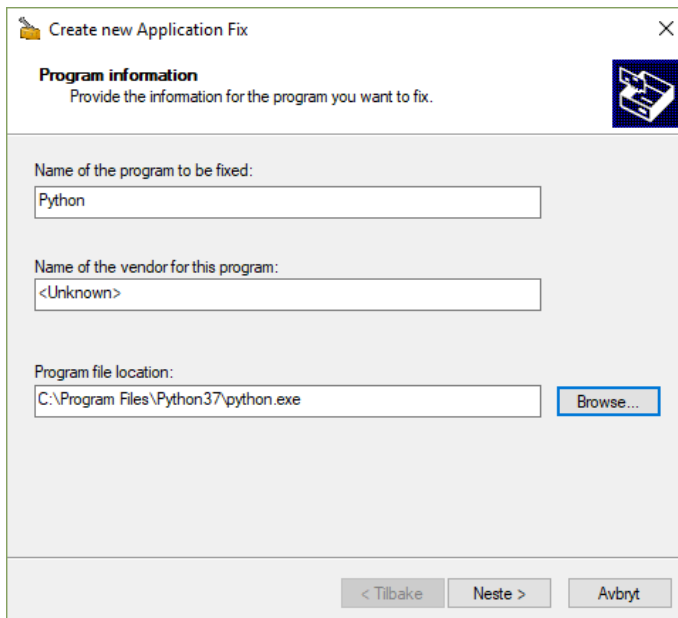 Create new Application Fix
Program information
Provide the information for the program you want to fix.
Name of the program to be fixed:
Python
Name of the vendor for this program:
<Unknown>
Program file location:
C:\Program Files\Python37\python.exe
Browse...
< Tilbake
Neste >
Avbryt